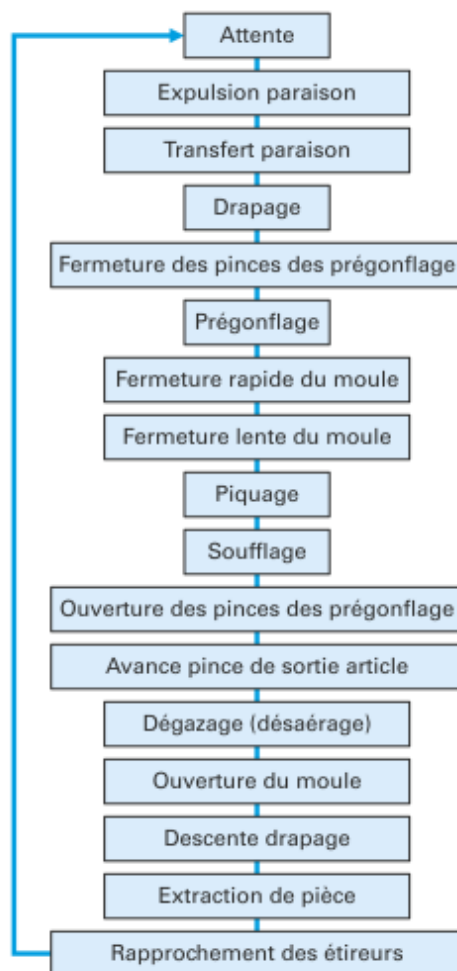 Attente
Expulsion paraison
Transfert paraison
Drapage
Fermeture des pinces des prégonflage
Prégonflage
Fermeture rapide du moule
Fermeture lente du moule
Piquage
Soufflage
Ouverture des pinces des prégonflage
Avance pince de sortie article
Dégazage (désaérage)
Ouverture du moule
Descente drapage
Extraction de pièce
Rapprochement des étireurs